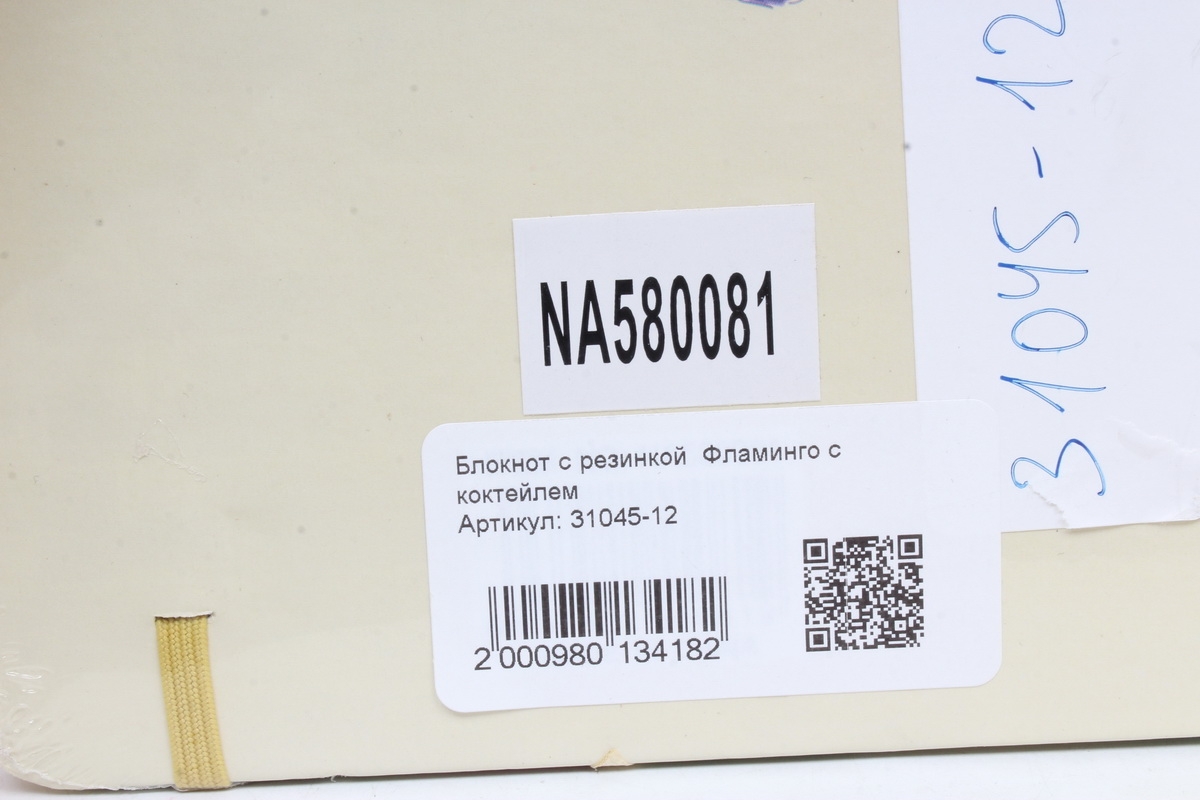 NA580081
Блокнот с резинкой Фламинго с
коктейлем
Артикул: 31045-12
2 000980 134182
31045-12